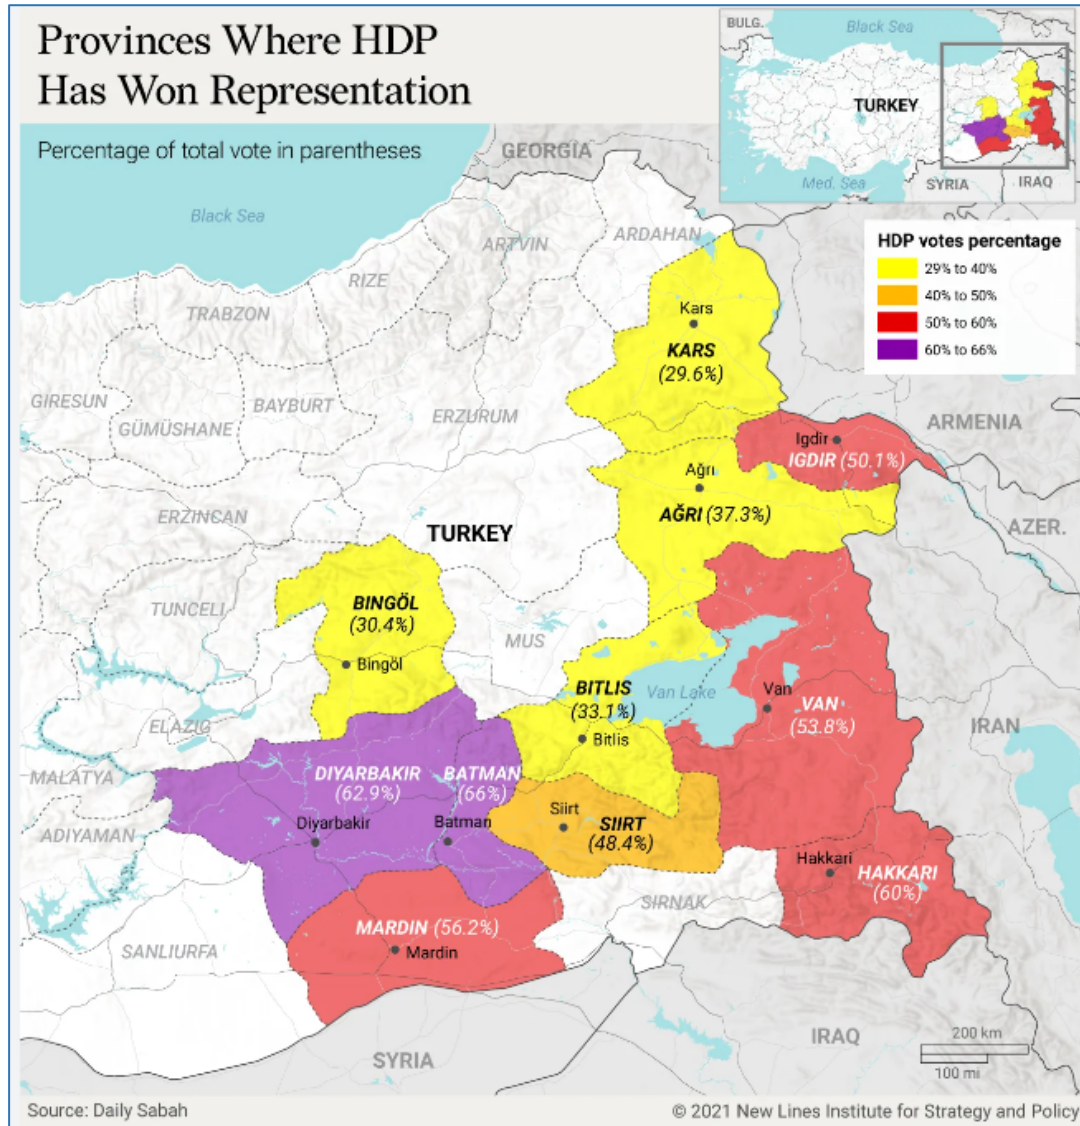 Provinces Where HDP
Has Won Representation
Percentage of total vote in parentheses
BULG.
Black Sea
TURKEY
Med. Sea
SYRIA
IRAQ
HDP votes percentage
29% to 40%
40% to 50%
50% to 60%
60% to 66%
GEORGIA
Black Sea
ARTVIN
ARDAHAN
RIZE
TRABZON
Kars
KARS
(29.6%)
GIRESUN
GÜMÜSHANE
BAYBURT
ERZURUM
ARMENIA
Igdir
IGDIR (50.1%)
Ağrı
AĞRI (37.3%)
ERZINCAN
TURKEY
AZER.
TUNCELI
BINGÖL
(30.4%)
MUS
Bingöl
BITLIS
(33.1%)
Van Lake
Van
VAN
(53.8%)
ELAZIG
Bitlis
IRAN
MALATYA
DIYARBAKIR
(62.9%)
BATMAN
(66%)
ADIYAMAN
Diyarbakir
Batman
Siirt
SIIRT
(48.4%)
Hakkari
HAKKARI
(60%)
SIRNAK
MARDIN (56.2%)
Mardin
SANLIURFA
IRAQ
200 km
100 mi
SYRIA
Source: Daily Sabah
© 2021 New Lines Institute for Strategy and Policy